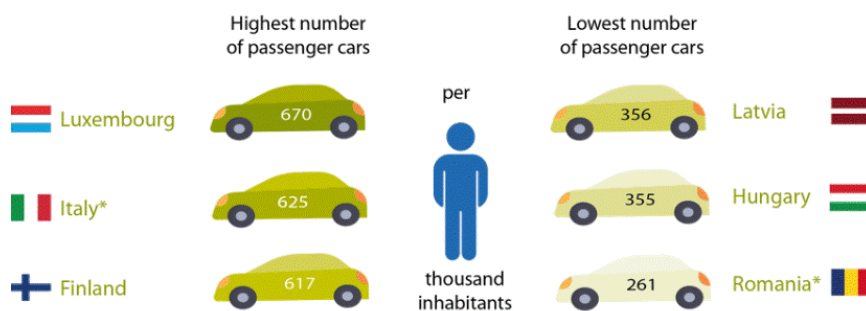 Highest number
of passenger cars
Lowest number
of passenger cars
per
thousand
inhabitants
Luxembourg
670
Italy*
625
Finland
617
356
Latvia
355
Hungary
261
Romania*